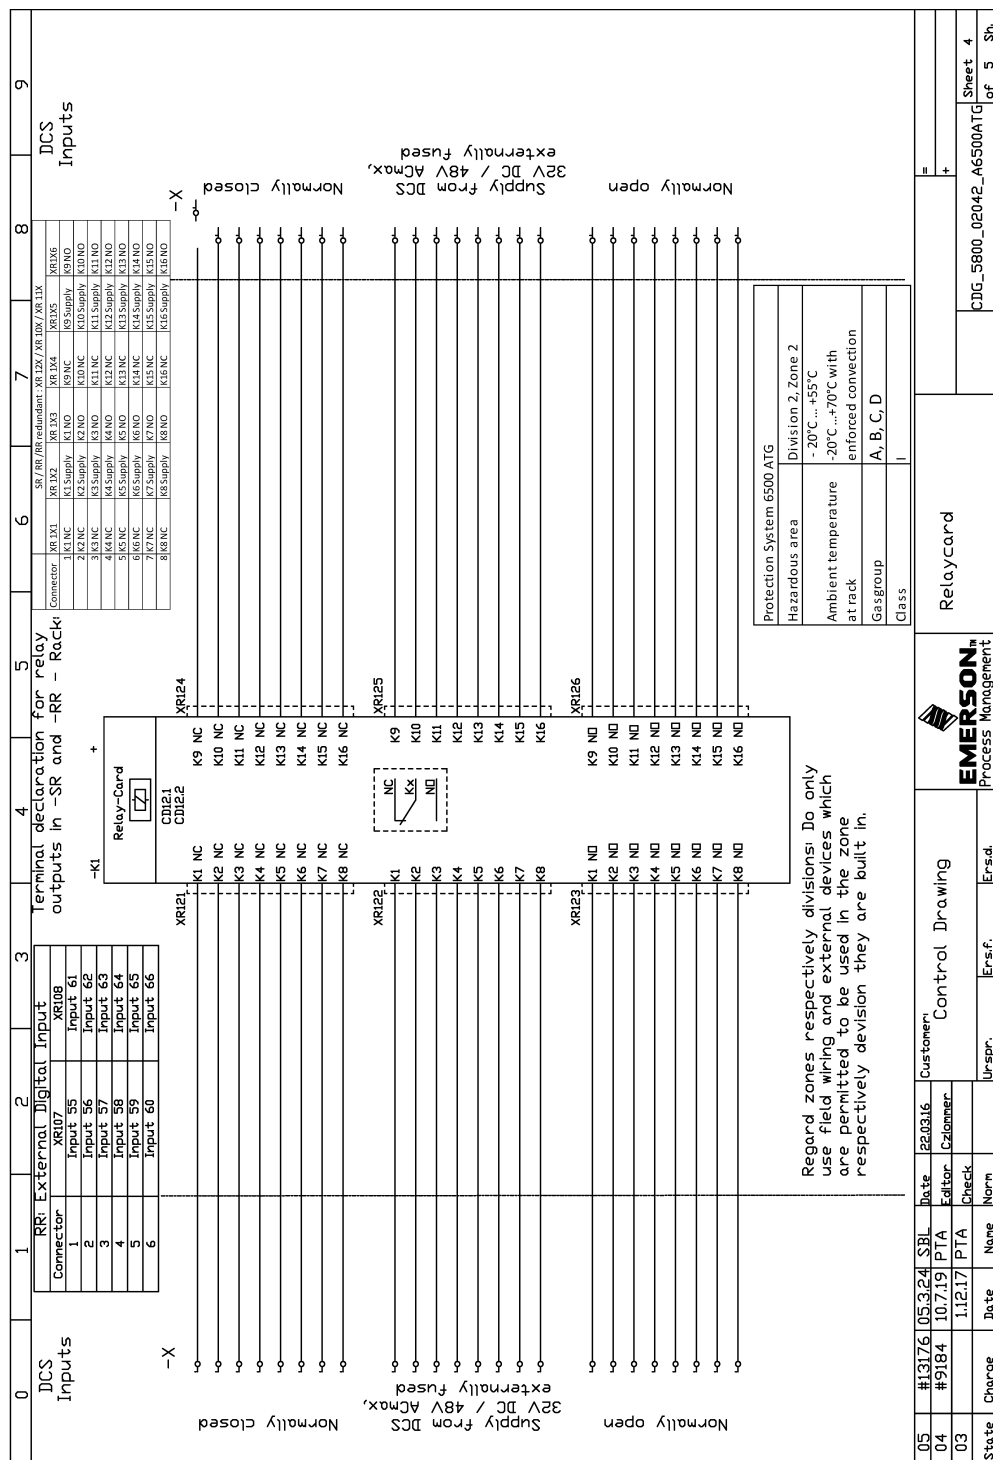 0 1 2 3 4 5 6 7 8 9
DCS
Inputs
DCS
Inputs
RR: External Digital Input
Connector XR107 XR108
1 Input 55 Input 61
2 Input 56 Input 62
3 Input 57 Input 63
4 Input 58 Input 64
5 Input 59 Input 65
6 Input 60 Input 66
Terminal declaration for relay
outputs in -SR and -RR - Rack:
SR / RR /RR redundant : XR 12X / XR 10X / XR 11X
Connector XR 1X1 XR 1X2 XR 1X3 XR 1X4 XR1X5 XR1X6
1 K1 NC K1 Supply K1 NO K9 NC K9 Supply K9 NO
2 K2 NC K2 Supply K2 NO K10 NC K10 Supply K10 NO
3 K3 NC K3 Supply K3 NO K11 NC K11 Supply K11 NO
4 K4 NC K4 Supply K4 NO K12 NC K12 Supply K12 NO
5 K5 NC K5 Supply K5 NO K13 NC K13 Supply K13 NO
6 K6 NC K6 Supply K6 NO K14 NC K14 Supply K14 NO
7 K7 NC K7 Supply K7 NO K15 NC K15 Supply K15 NO
8 K8 NC K8 Supply K8 NO K16 NC K16 Supply K16 NO
-K1 +
Relay-Card
CD12.1
CD12.2
-X
-X
XR121 XR124
K1 NC K9 NC
K2 NC K10 NC
K3 NC K11 NC
K4 NC K12 NC
K5 NC K13 NC
K6 NC K14 NC
K7 NC K15 NC
K8 NC K16 NC
Normally closed
Normally closed
XR122 XR125
NC
Kx
NO
K1 K9
K2 K10
K3 K11
K4 K12
K5 K13
K6 K14
K7 K15
K8 K16
Supply from DCS
32V DC / 48V ACmax,
externally fused
Supply from DCS
32V DC / 48V ACmax,
externally fused
XR123 XR126
K1 NO K9 NO
K2 NO K10 NO
K3 NO K11 NO
K4 NO K12 NO
K5 NO K13 NO
K6 NO K14 NO
K7 NO K15 NO
K8 NO K16 NO
Normally open
Normally open
Regard zones respectively divisions: Do only
use field wiring and external devices which
are permitted to be used in the zone
respectively division they are built in.
Protection System 6500 ATG
Hazardous area Division 2, Zone 2
Ambient temperature
at rack
- 20°C ... +55°C
-20°C ...+70°C with
enforced convection
Gasgroup A, B, C, D
Class I
05 #13176 05.3.24 SBL Date 22.03.16
04 #9184 10.7.19 PTA Editor Czlommer
03 1.12.17 PTA Check
State Change Date Name Norm
Customer:
Control Drawing
Urspr. Ers.f. Ers.d.
EMERSON™
Process Management
Relaycard
=
+
CDG_5800_02042_A6500ATG
Sheet 4
of 5 Sh.